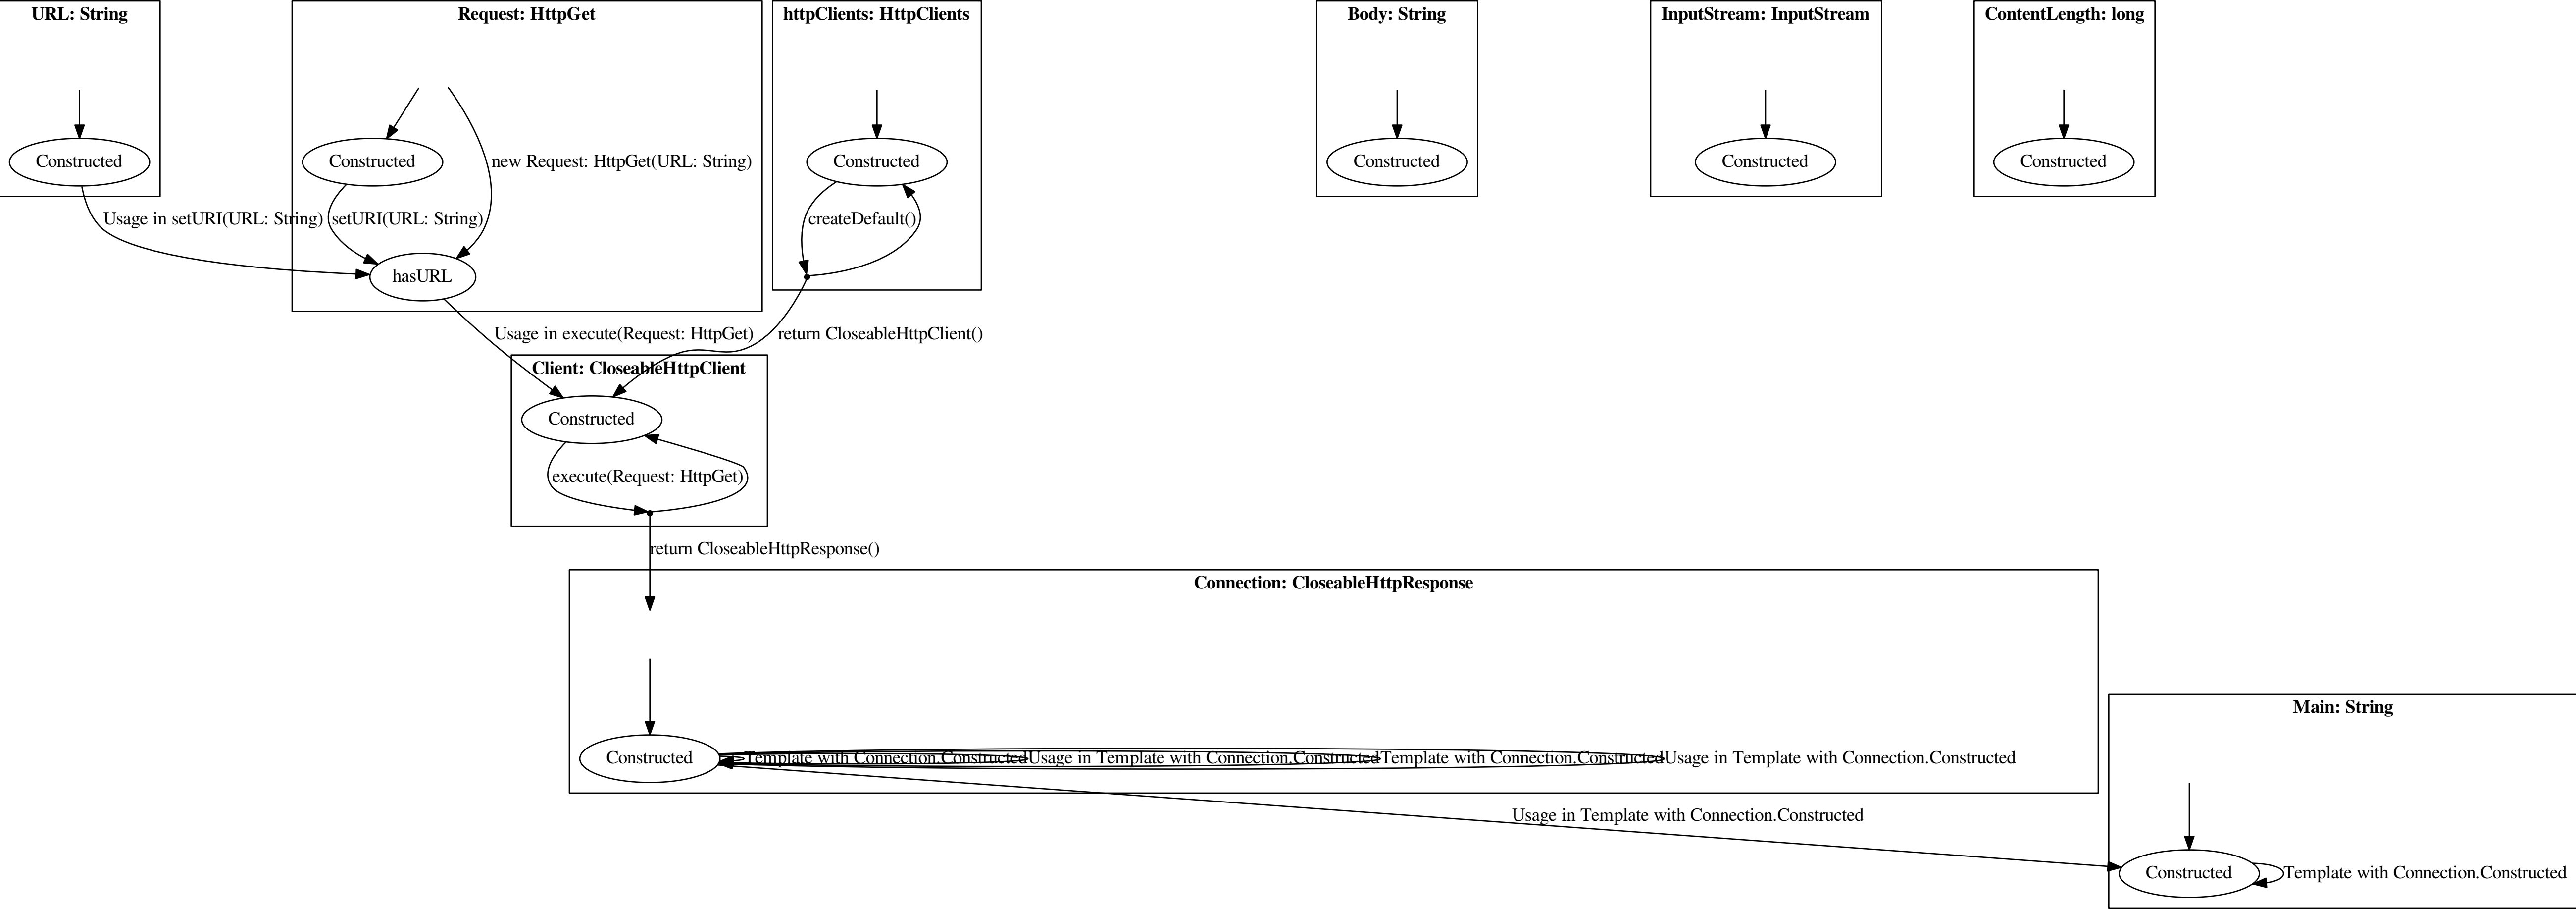 URL: String
Request: HttpGet
httpClients: HttpClients
Body: String
InputStream: InputStream
ContentLength: long
Constructed
Constructed
new Request: HttpGet(URL: String)
Constructed
Constructed
Constructed
Constructed
Usage in setURI(URL: String)
setURI(URL: String)
createDefault()
hasURL
Usage in execute(Request: HttpGet)
return CloseableHttpClient()
Client: CloseableHttpClient
Constructed
execute(Request: HttpGet)
return CloseableHttpResponse()
Connection: CloseableHttpResponse
Main: String
Constructed
Template with Connection.Constructed
Usage in Template with Connection.Constructed
Template with Connection.Constructed
Usage in Template with Connection.Constructed
Usage in Template with Connection.Constructed
Constructed
Template with Connection.Constructed